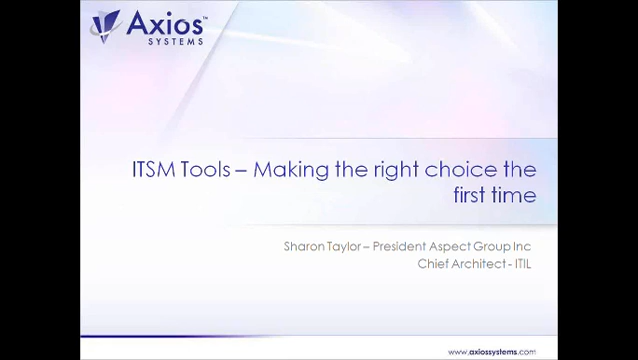 Axios™
SYSTEMS
ITSM Tools – Making the right choice the
first time
Sharon Taylor – President Aspect Group Inc
Chief Architect - ITIL
www.axiossystems.com